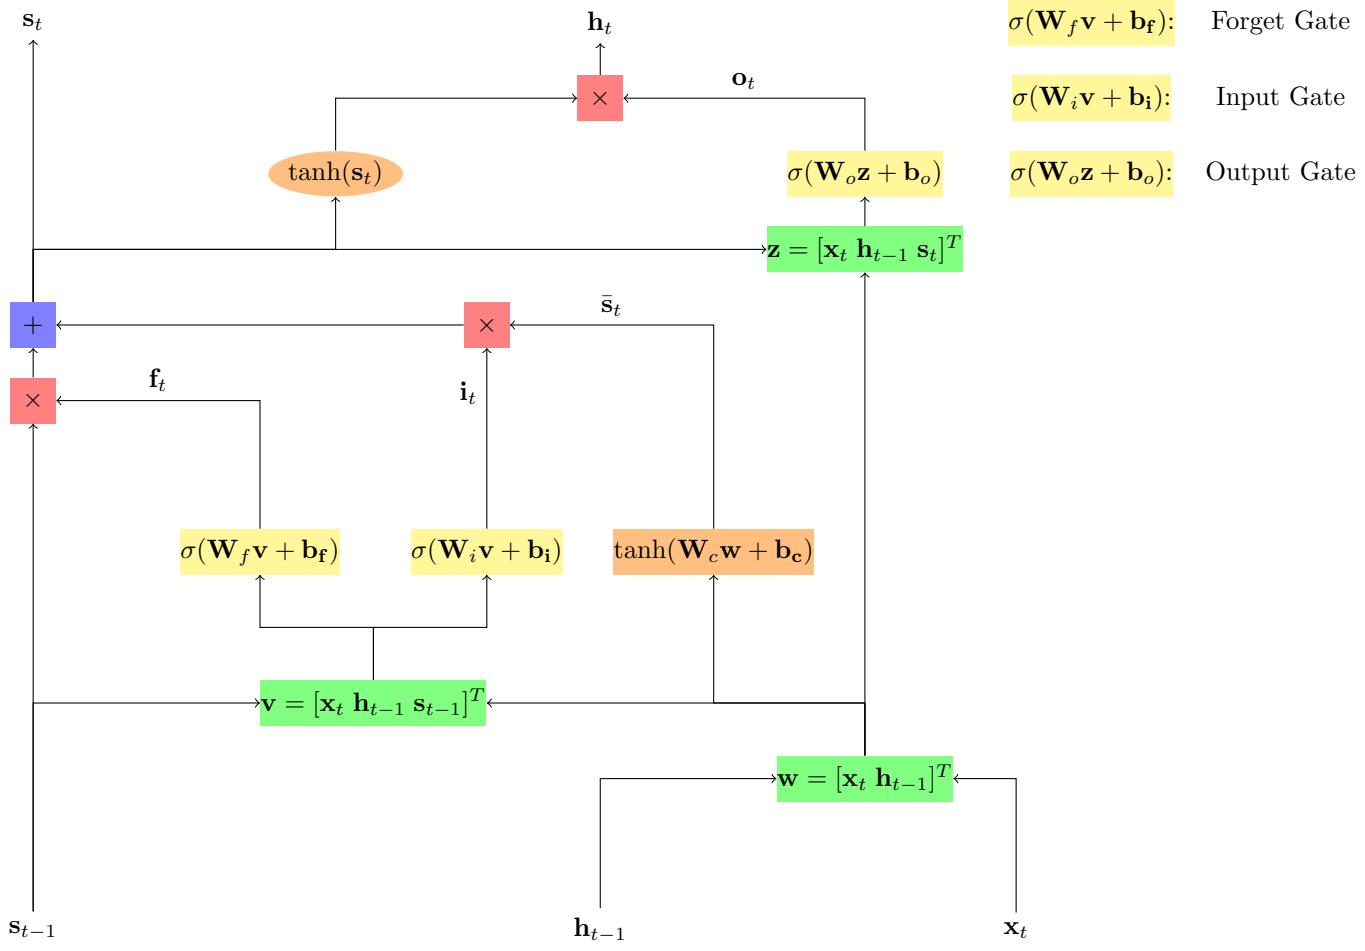 s_t
h_t
σ(W_f v + b_f): Forget Gate
σ(W_i v + b_i): Input Gate
o_t
×
tanh(s_t)
σ(W_o z + b_o)
σ(W_o z + b_o): Output Gate
z = [x_t h_{t−1} s_t]^T
s̄_t
+
×
f_t
i_t
×
σ(W_f v + b_f)
σ(W_i v + b_i)
tanh(W_c w + b_c)
v = [x_t h_{t−1} s_{t−1}]^T
w = [x_t h_{t−1}]^T
s_{t−1}
h_{t−1}
x_t